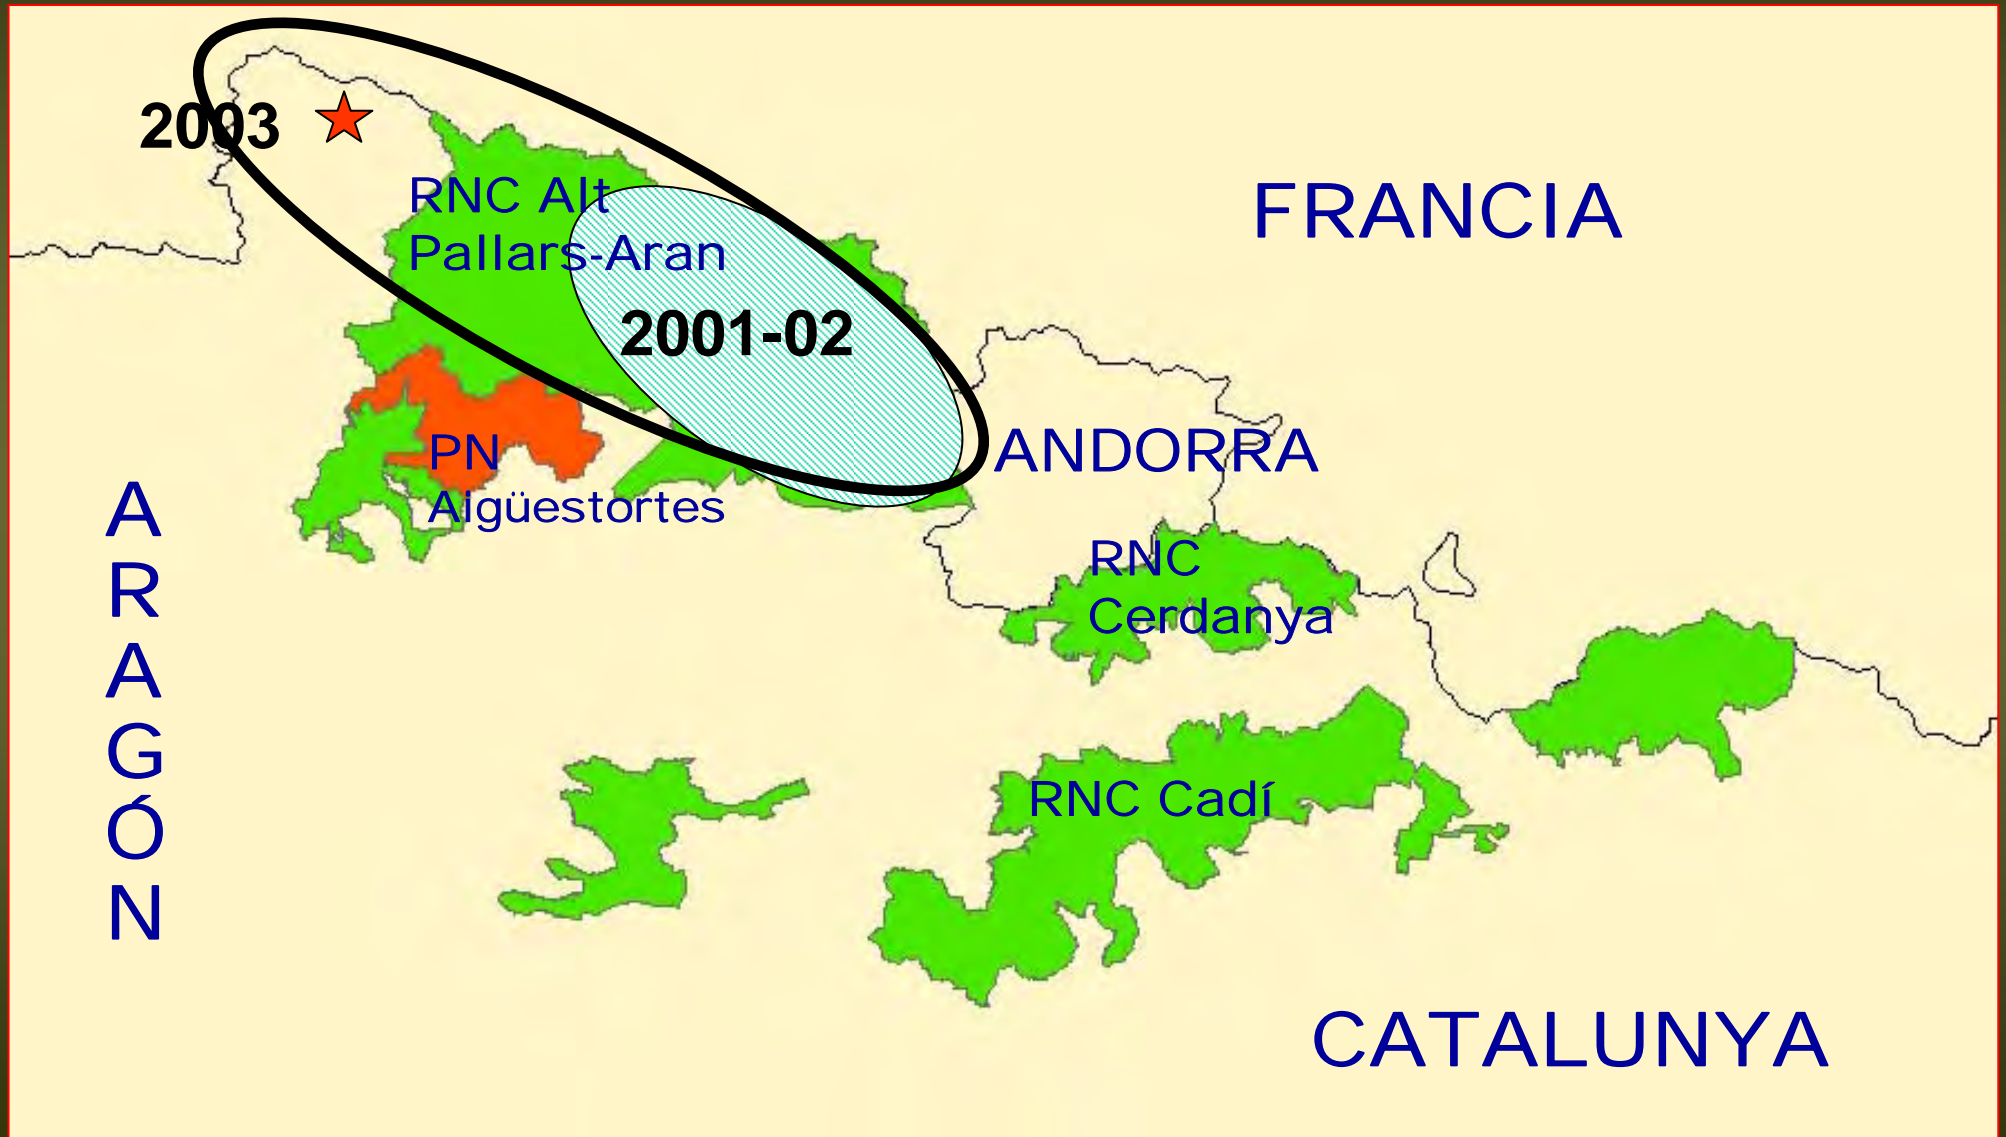 2003
RNC Alt
Pallars-Aran
FRANCIA
2001-02
ANDORRA
PN
Aigüestortes
A
R
A
G
Ó
N
RNC
Cerdanya
RNC Cadí
CATALUNYA